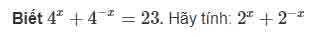 Biết 4^x + 4^{-x} = 23. Hãy tính: 2^x + 2^{-x}